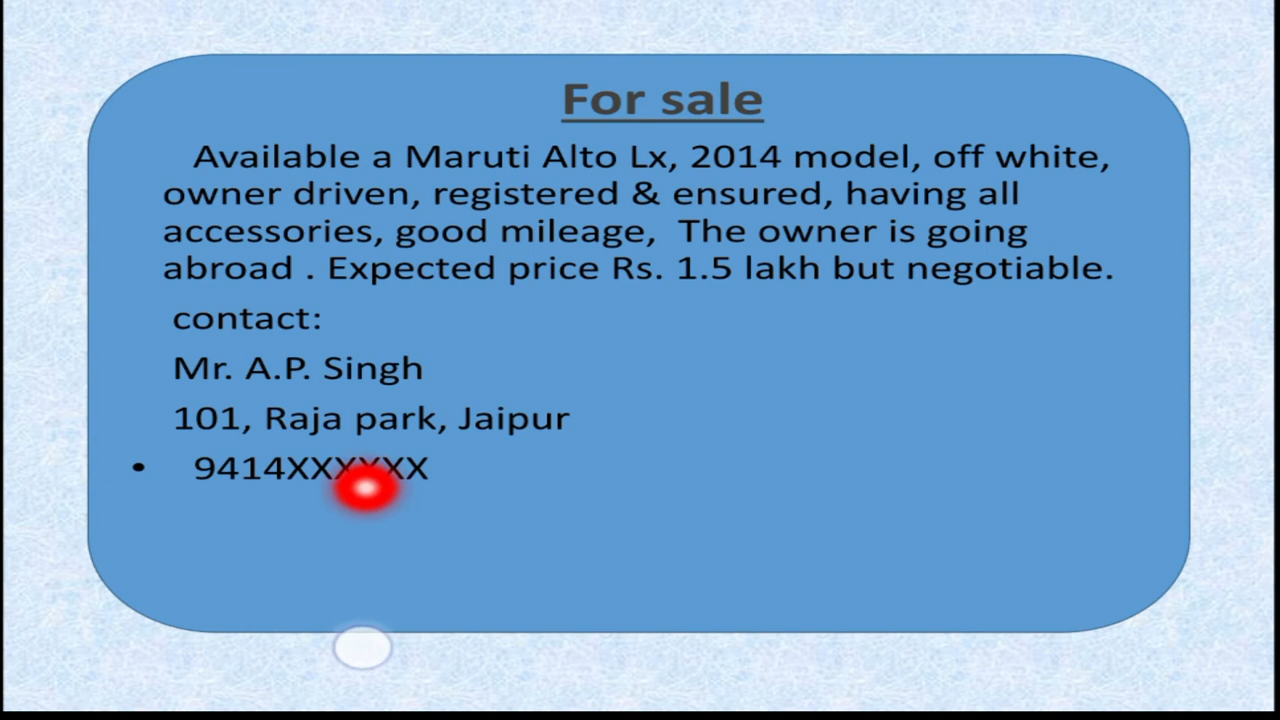 For sale
Available a Maruti Alto Lx, 2014 model, off white,
owner driven, registered & ensured, having all
accessories, good mileage,  The owner is going
abroad . Expected price Rs. 1.5 lakh but negotiable.
contact:
Mr. A.P. Singh
101, Raja park, Jaipur
• 9414XXXXXX